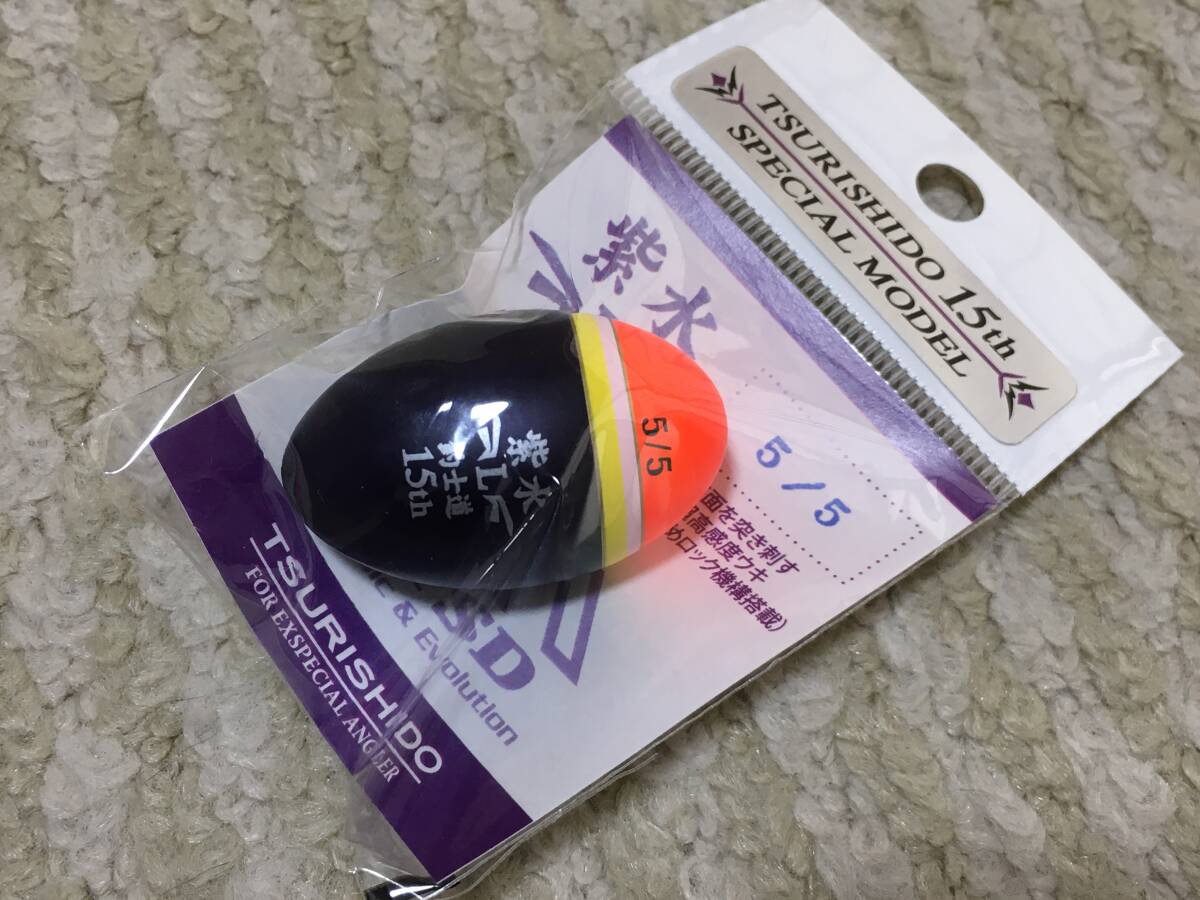 TSURISHIDO 15th
SPECIAL MODEL
紫水
5/5
面を突き刺す
高感度ウキ
めロック機構搭載)
5/5
紫水
釣士道
15th
SD
& Evolution
TSURISHIDO
FOR EXSPECIAL ANGLER